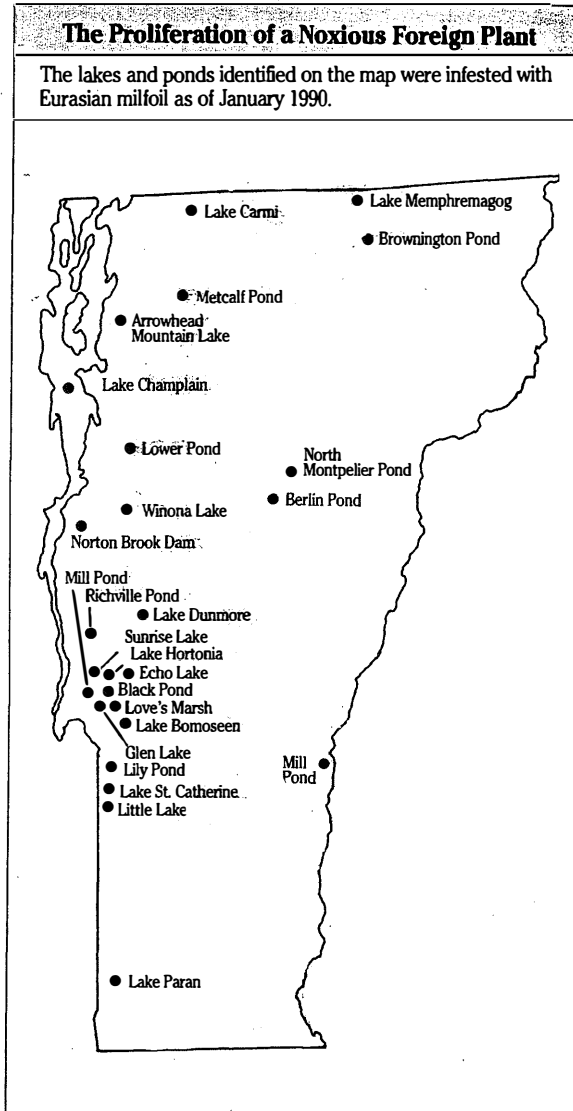 The Proliferation of a Noxious Foreign Plant
The lakes and ponds identified on the map were infested with
Eurasian milfoil as of January 1990.
Lake Carmi
Lake Memphremagog
Brownington Pond
Metcalf Pond
Arrowhead
Mountain Lake
Lake Champlain
Lower Pond
North
Montpelier Pond
Berlin Pond
Winona Lake
Norton Brook Dam
Mill Pond
Richville Pond
Lake Dunmore
Sunrise Lake
Lake Hortonia
Echo Lake
Black Pond
Love's Marsh
Lake Bomoseen
Glen Lake
Lily Pond
Mill
Pond
Lake St. Catherine
Little Lake
Lake Paran